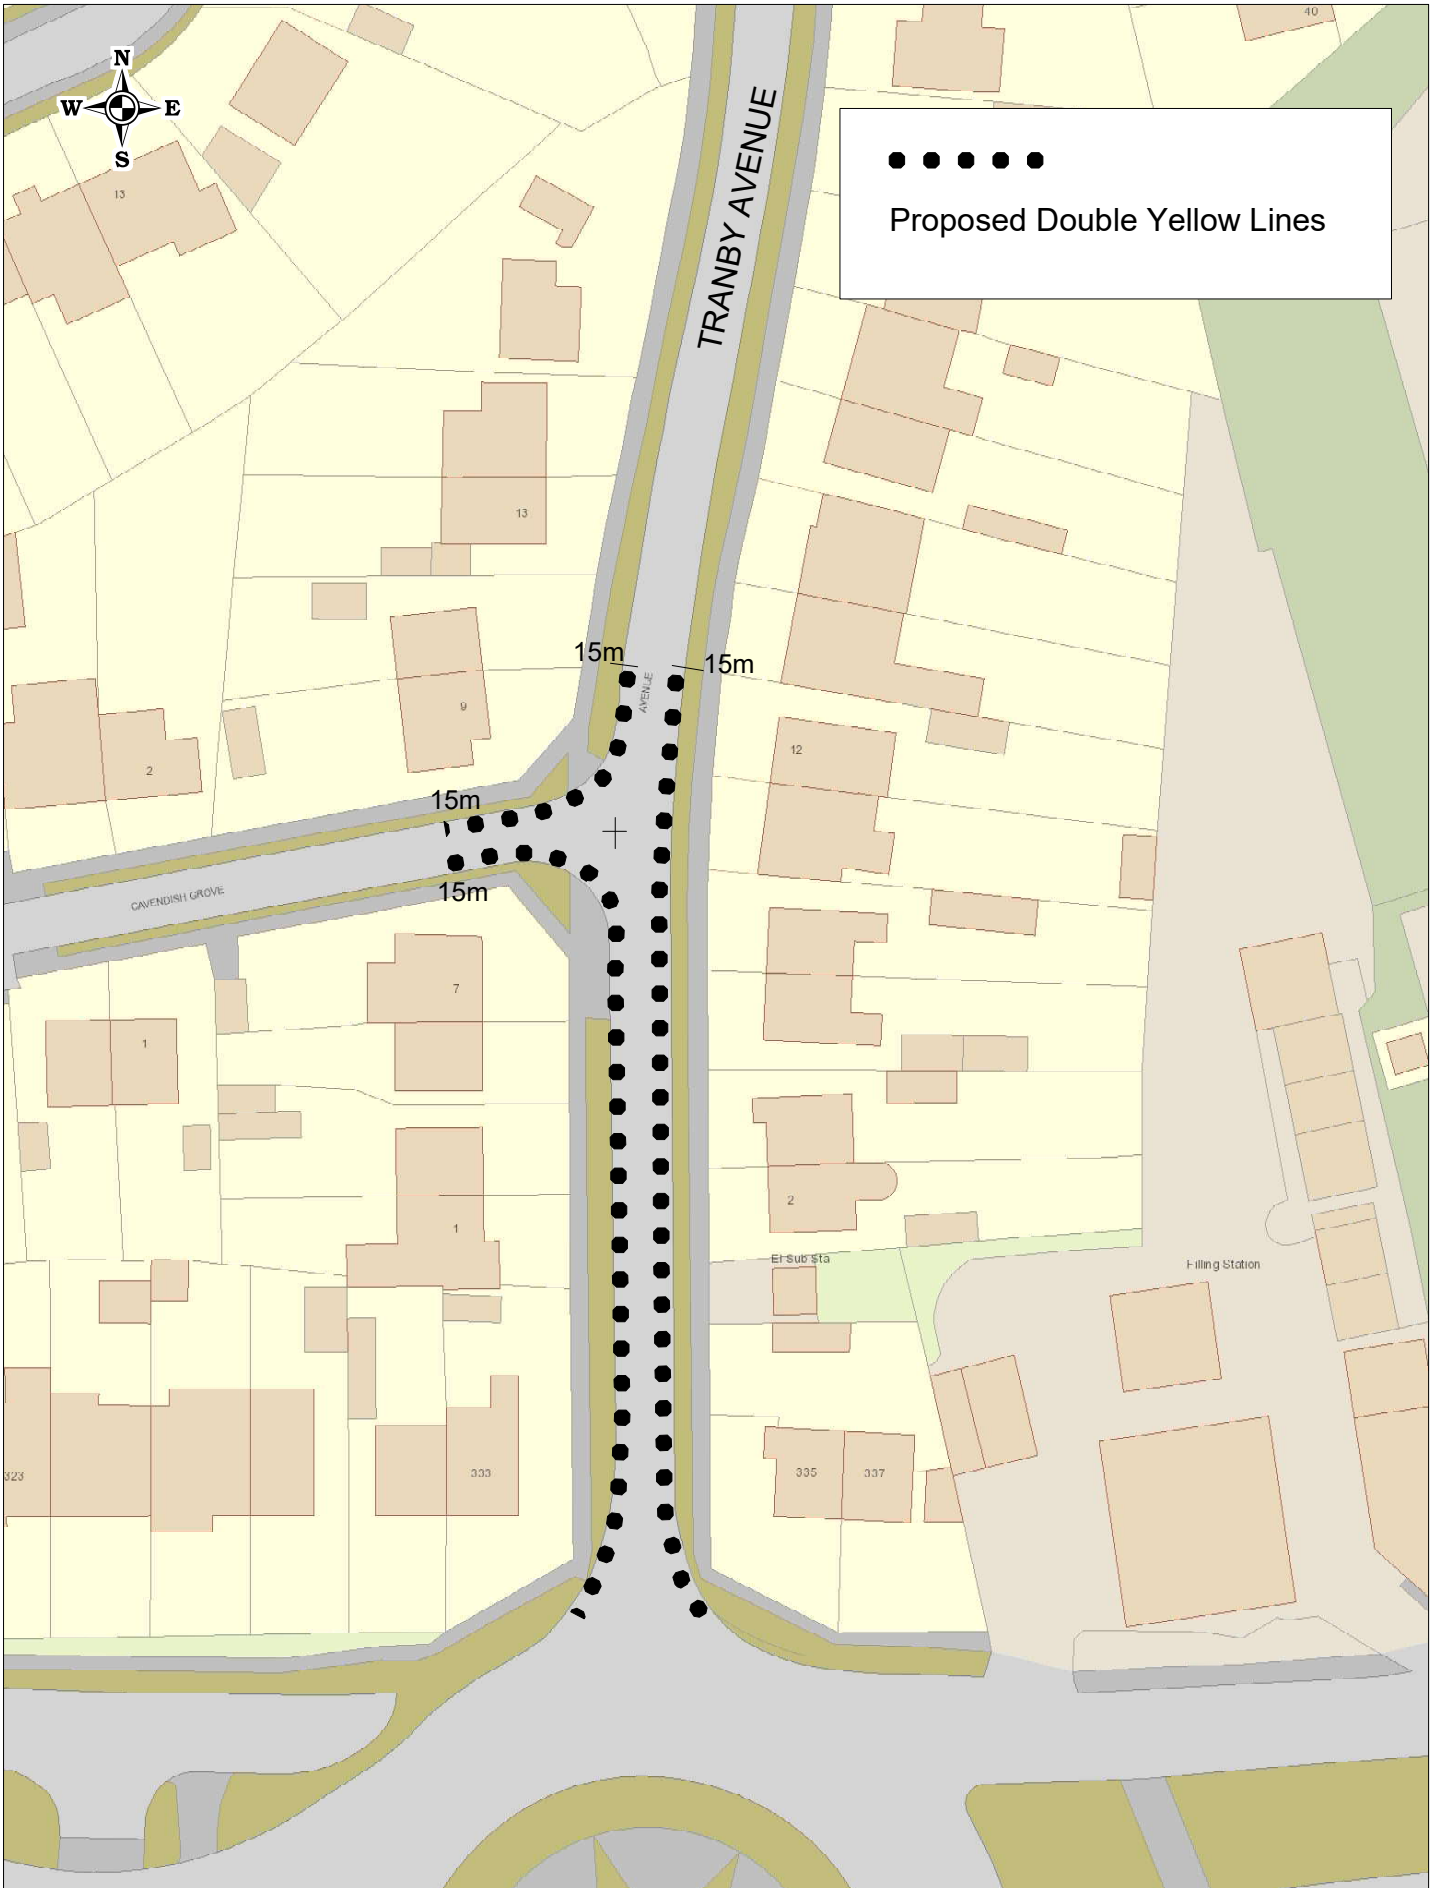 40
N
W E
S
TRANBY AVENUE
Proposed Double Yellow Lines
13
13
15m
15m
AVENUE
9
12
2
15m
CAVENDISH GROVE
15m
7
1
2
1
El Sub Sta
Filling Station
323
333
335
337